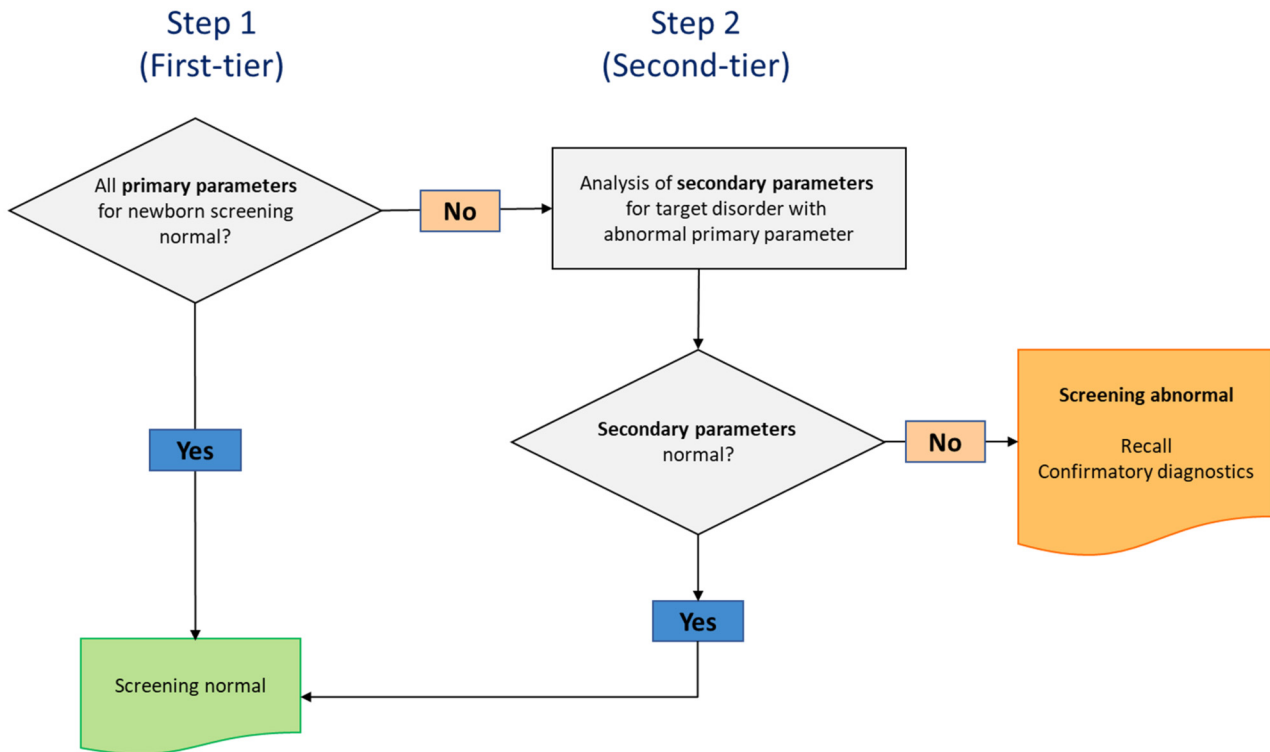 Step 1
(First-tier)
Step 2
(Second-tier)
All primary parameters
for newborn screening
normal?
No
Analysis of secondary parameters
for target disorder with
abnormal primary parameter
Yes
Secondary parameters
normal?
No
Screening abnormal
Recall
Confirmatory diagnostics
Yes
Screening normal